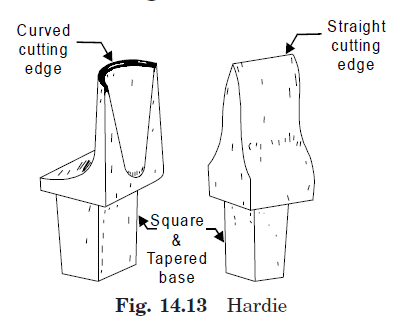 Curved
cutting
edge
Straight
cutting
edge
Square
&
Tapered
base
Fig. 14.13 Hardie